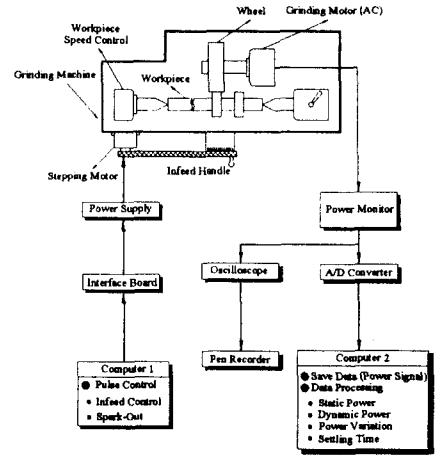 Wheel
Grinding Motor (AC)
Workpiece
Speed Control
Workpiece
Grinding Machine
Stepping Motor
Infeed Handle
Power Supply
Power Monitor
Oscilloscope
A/D Converter
Interface Board
Pen Recorder
Computer 1
Pulse Control
Infeed Control
Spark-Out
Computer 2
Save Data (Power Signal)
Data Processing
Static Power
Dynamic Power
Power Variation
Settling Time